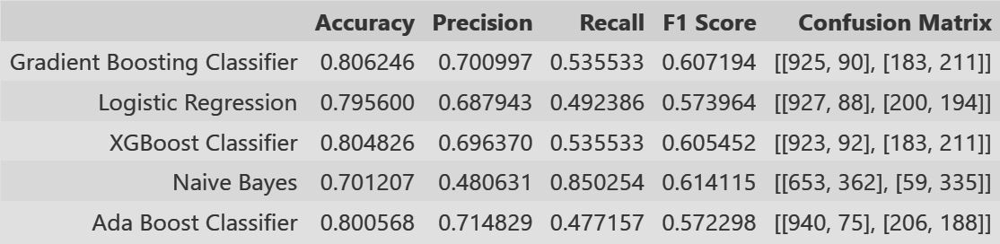 Accuracy Precision Recall F1 Score Confusion Matrix
Gradient Boosting Classifier 0.806246 0.700997 0.535533 0.607194 [[925, 90], [183, 211]]
Logistic Regression 0.795600 0.687943 0.492386 0.573964 [[927, 88], [200, 194]]
XGBoost Classifier 0.804826 0.696370 0.535533 0.605452 [[923, 92], [183, 211]]
Naive Bayes 0.701207 0.480631 0.850254 0.614115 [[653, 362], [59, 335]]
Ada Boost Classifier 0.800568 0.714829 0.477157 0.572298 [[940, 75], [206, 188]]